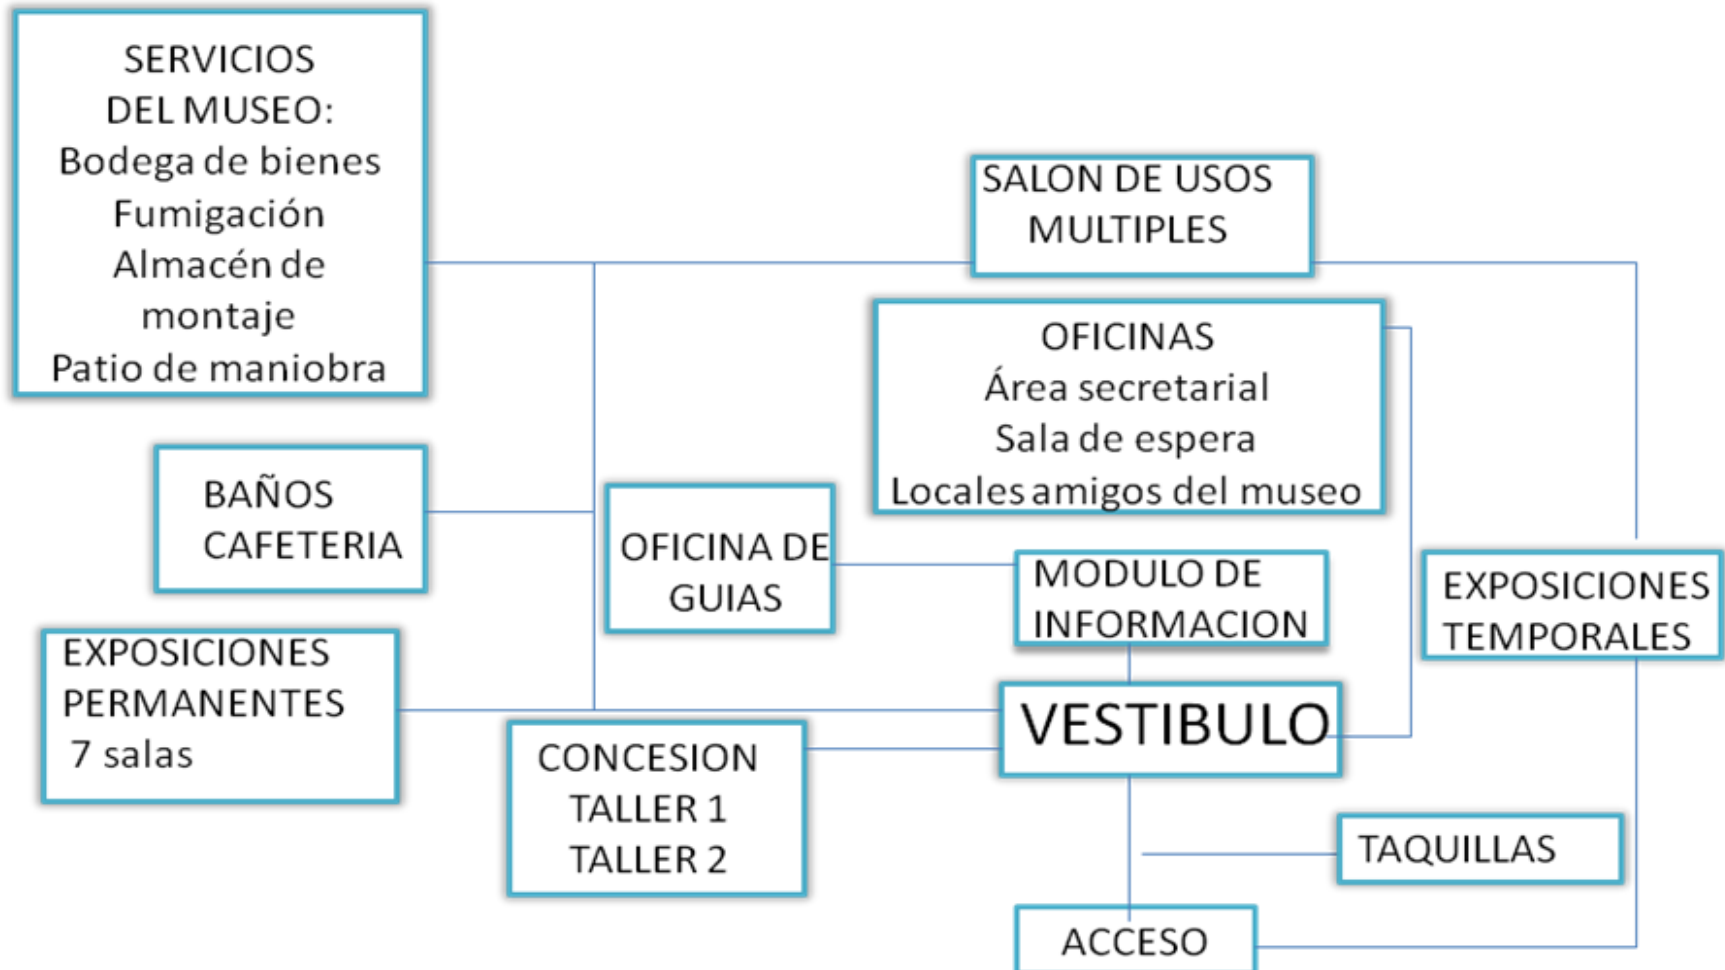 SERVICIOS
DEL MUSEO:
Bodega de bienes
Fumigación
Almacén de
montaje
Patio de maniobra
SALON DE USOS
MULTIPLES
OFICINAS
Área secretarial
Sala de espera
Locales amigos del museo
BAÑOS
CAFETERIA
OFICINA DE
GUIAS
MODULO DE
INFORMACION
EXPOSICIONES
TEMPORALES
EXPOSICIONES
PERMANENTES
7 salas
VESTIBULO
CONCESION
TALLER 1
TALLER 2
TAQUILLAS
ACCESO